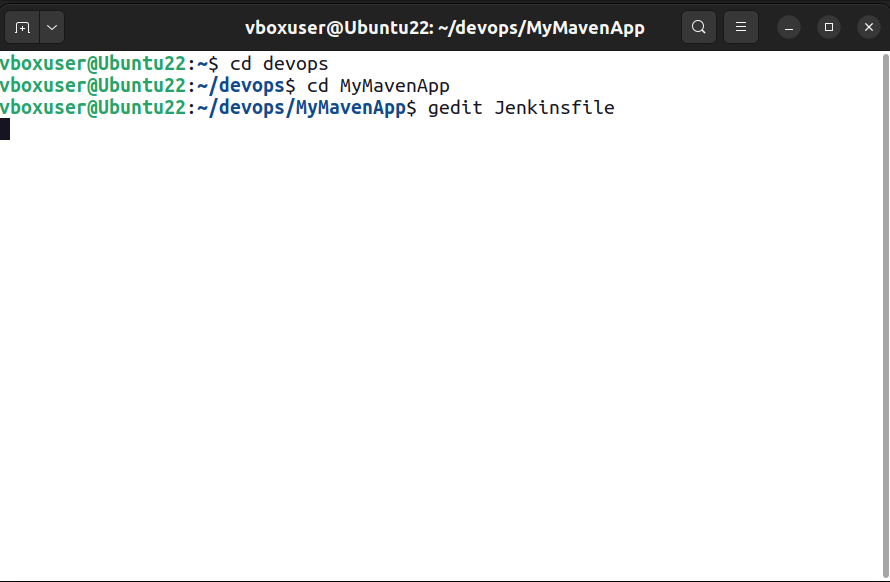 vboxuser@Ubuntu22: ~/devops/MyMavenApp
vboxuser@Ubuntu22:~$ cd devops
vboxuser@Ubuntu22:~/devops$ cd MyMavenApp
vboxuser@Ubuntu22:~/devops/MyMavenApp$ gedit Jenkinsfile